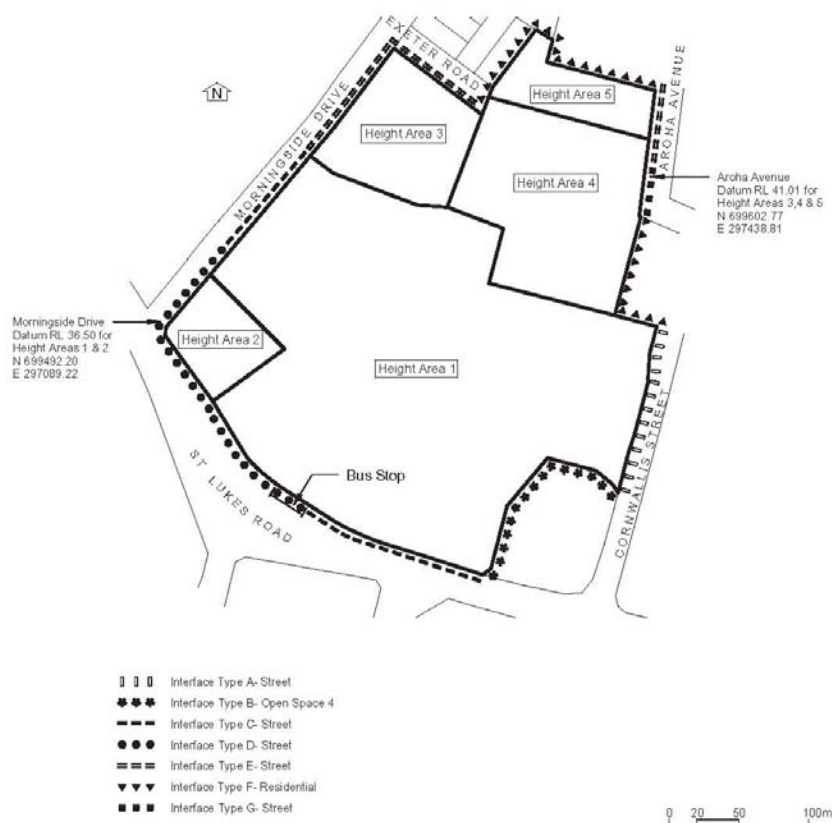 EXETER ROAD
N
MORNINGSIDE DRIVE
AROHA AVENUE
Height Area 5
Height Area 3
Height Area 4
Aroha Avenue
Datum RL 41.01 for
Height Areas 3,4 & 5
N 699602.77
E 297438.81
Morningside Drive
Datum RL 36.50 for
Height Areas 1 & 2
N 699492.20
E 297089.22
Height Area 2
Height Area 1
Bus Stop
ST. LUKES ROAD
CORNWALLIS STREET
Interface Type A- Street
Interface Type B- Open Space 4
Interface Type C- Street
Interface Type D- Street
Interface Type E- Street
Interface Type F- Residential
Interface Type G- Street
0 20 50 100m